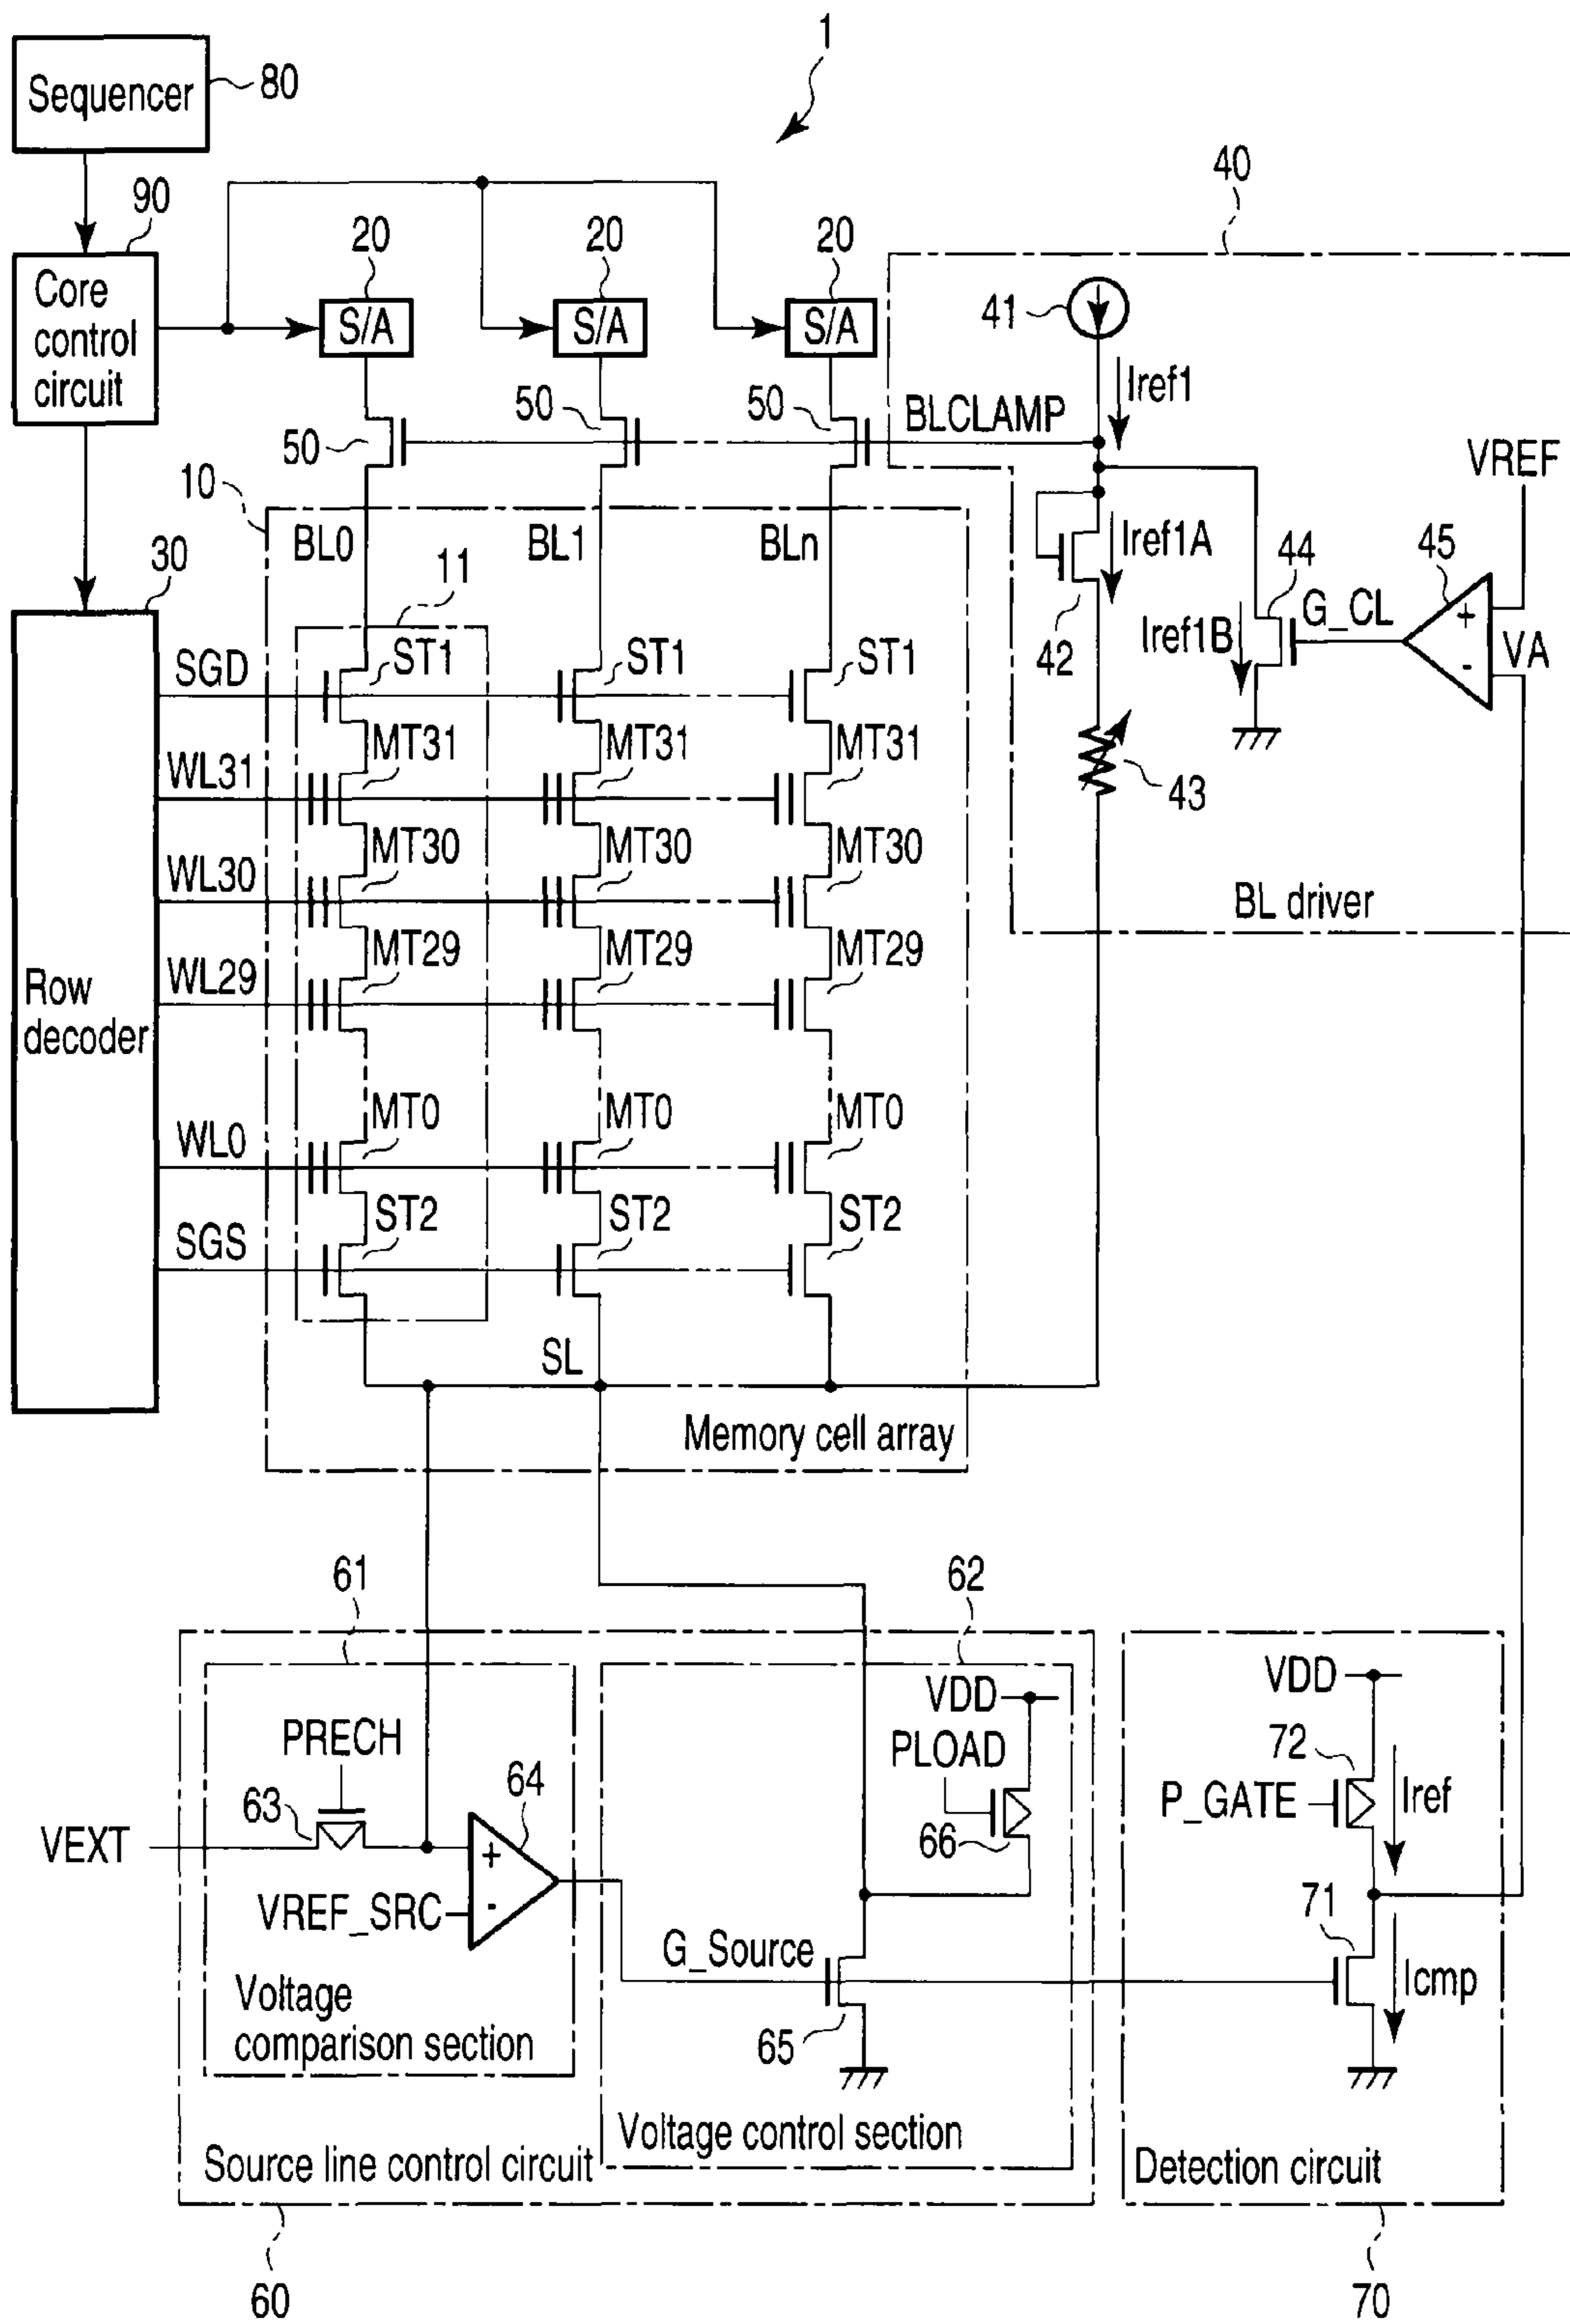 1
Sequencer
80
90
40
20
20
20
Core
control
circuit
S/A
S/A
S/A
41
Iref1
50
50
50
BLCLAMP
VREF
10
BL0
BL1
BLn
Iref1A
44
45
30
11
G_CL
+
-
VA
SGD
ST1
ST1
ST1
42
Iref1B
WL31
MT31
MT31
MT31
43
WL30
MT30
MT30
MT30
BL driver
WL29
MT29
MT29
MT29
Row
decoder
WL0
MT0
MT0
MT0
SGS
ST2
ST2
ST2
SL
Memory cell array
61
62
VDD
VDD
PRECH
PLOAD
72
63
64
P_GATE
Iref
VEXT
+
66
VREF_SRC
-
71
G_Source
Icmp
Voltage
comparison section
65
Voltage control section
Source line control circuit
Detection circuit
60
70